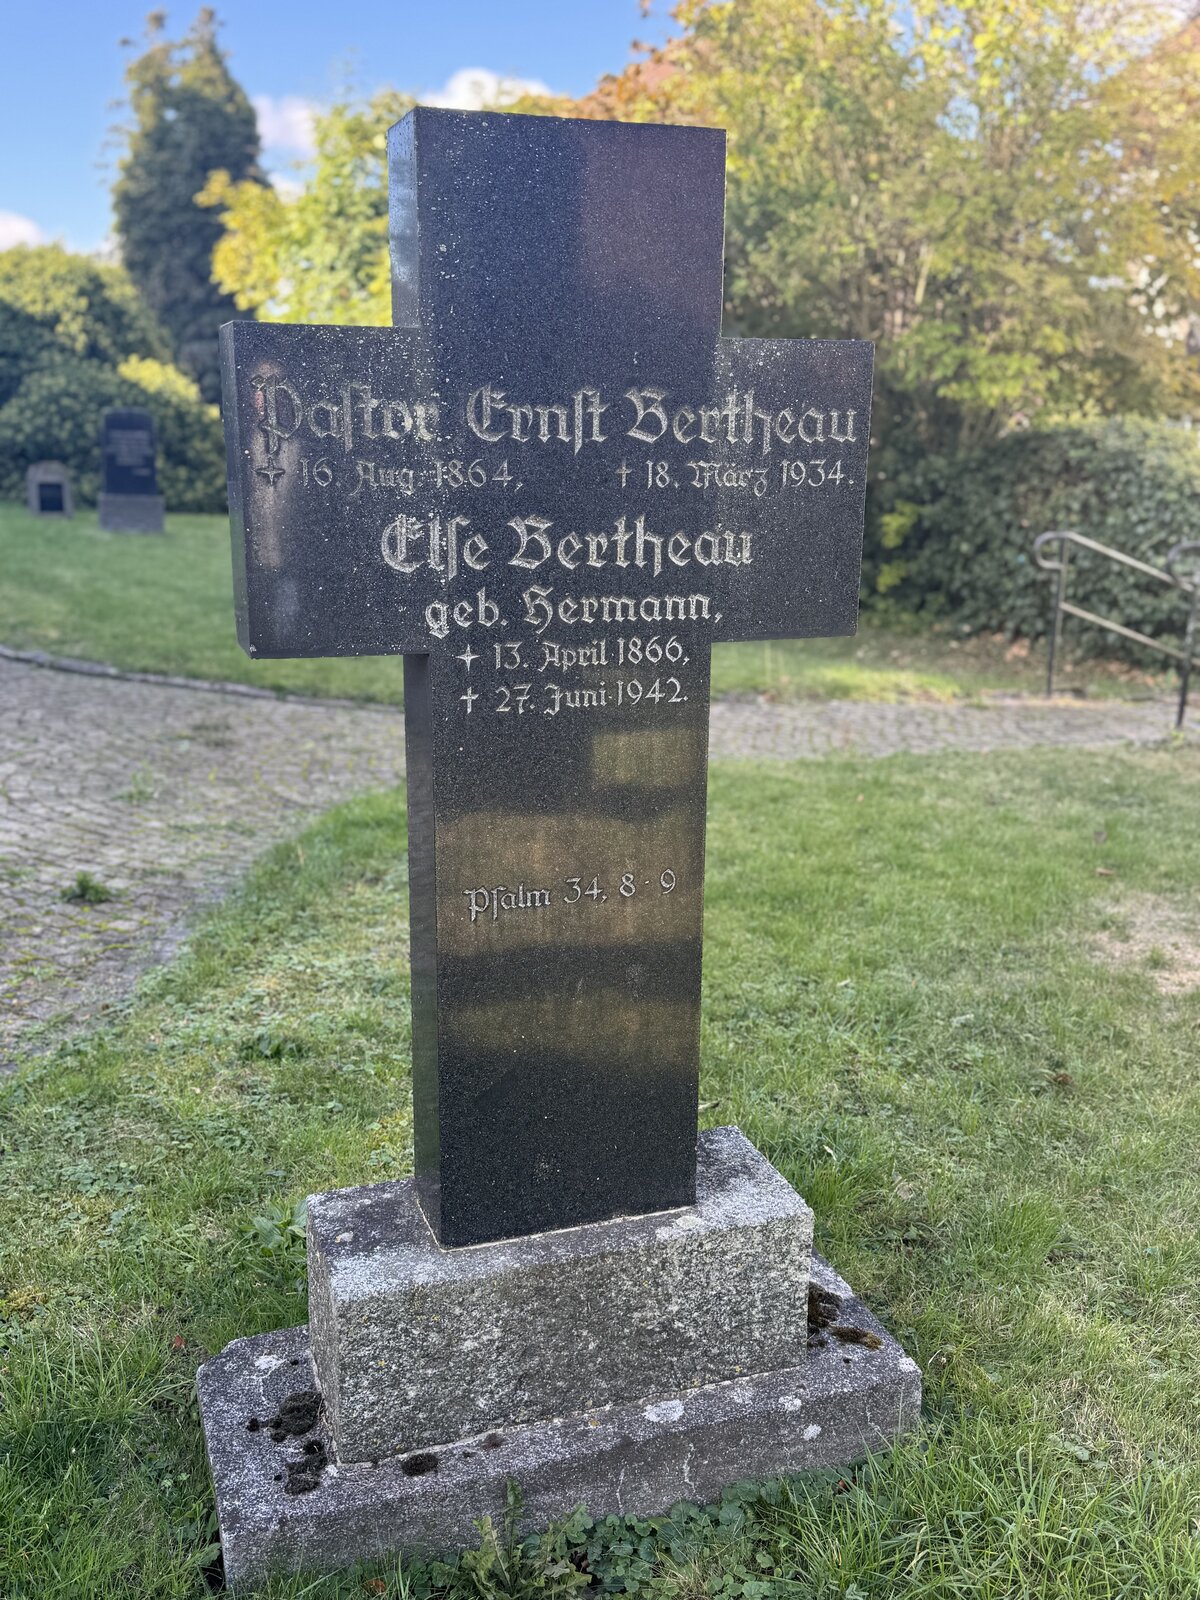 Pastor Ernst Bertheau
✦ 16. Aug. 1864, † 18. März 1934.
Else Bertheau
geb. Hermann,
✦ 13. April 1866,
† 27. Juni 1942.
Psalm 34, 8-9